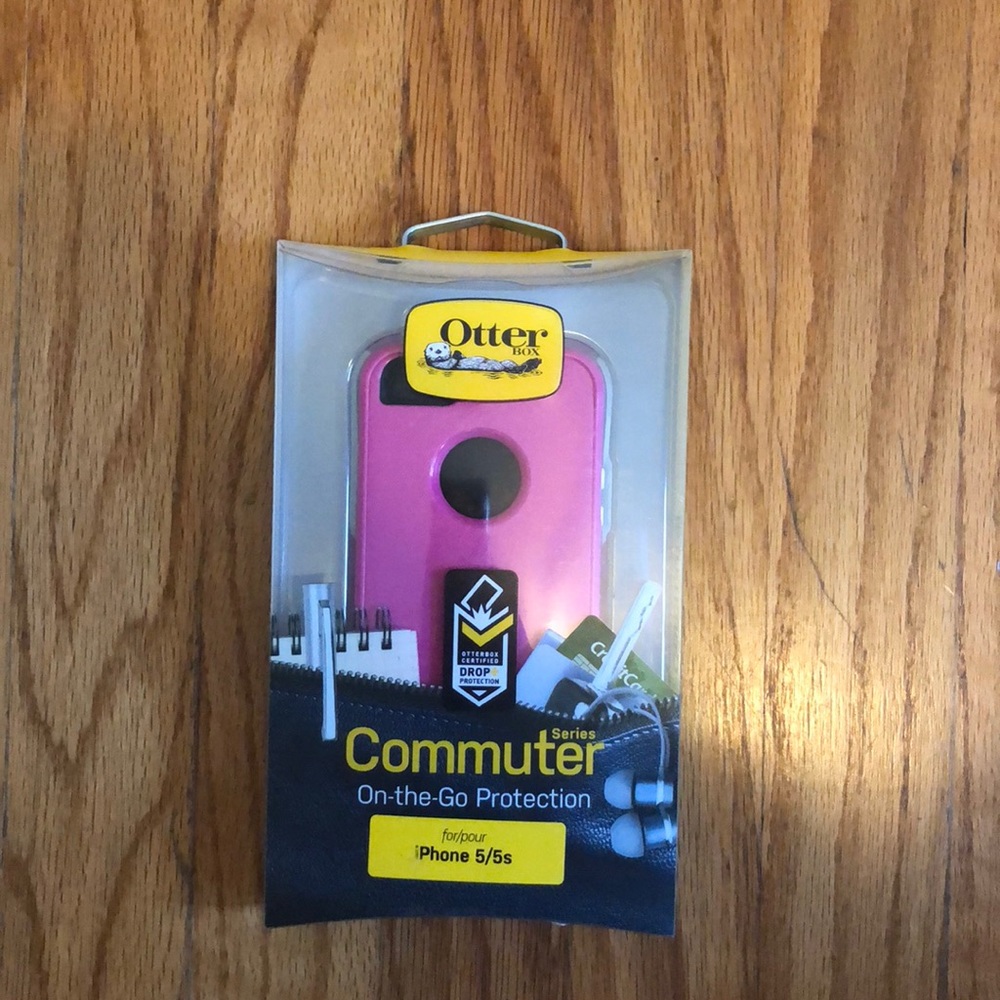 Otter
BOX
OTTERBOX
CERTIFIED
DROP+
PROTECTION
Series
Commuter
On-the-Go Protection
for/pour
iPhone 5/5s